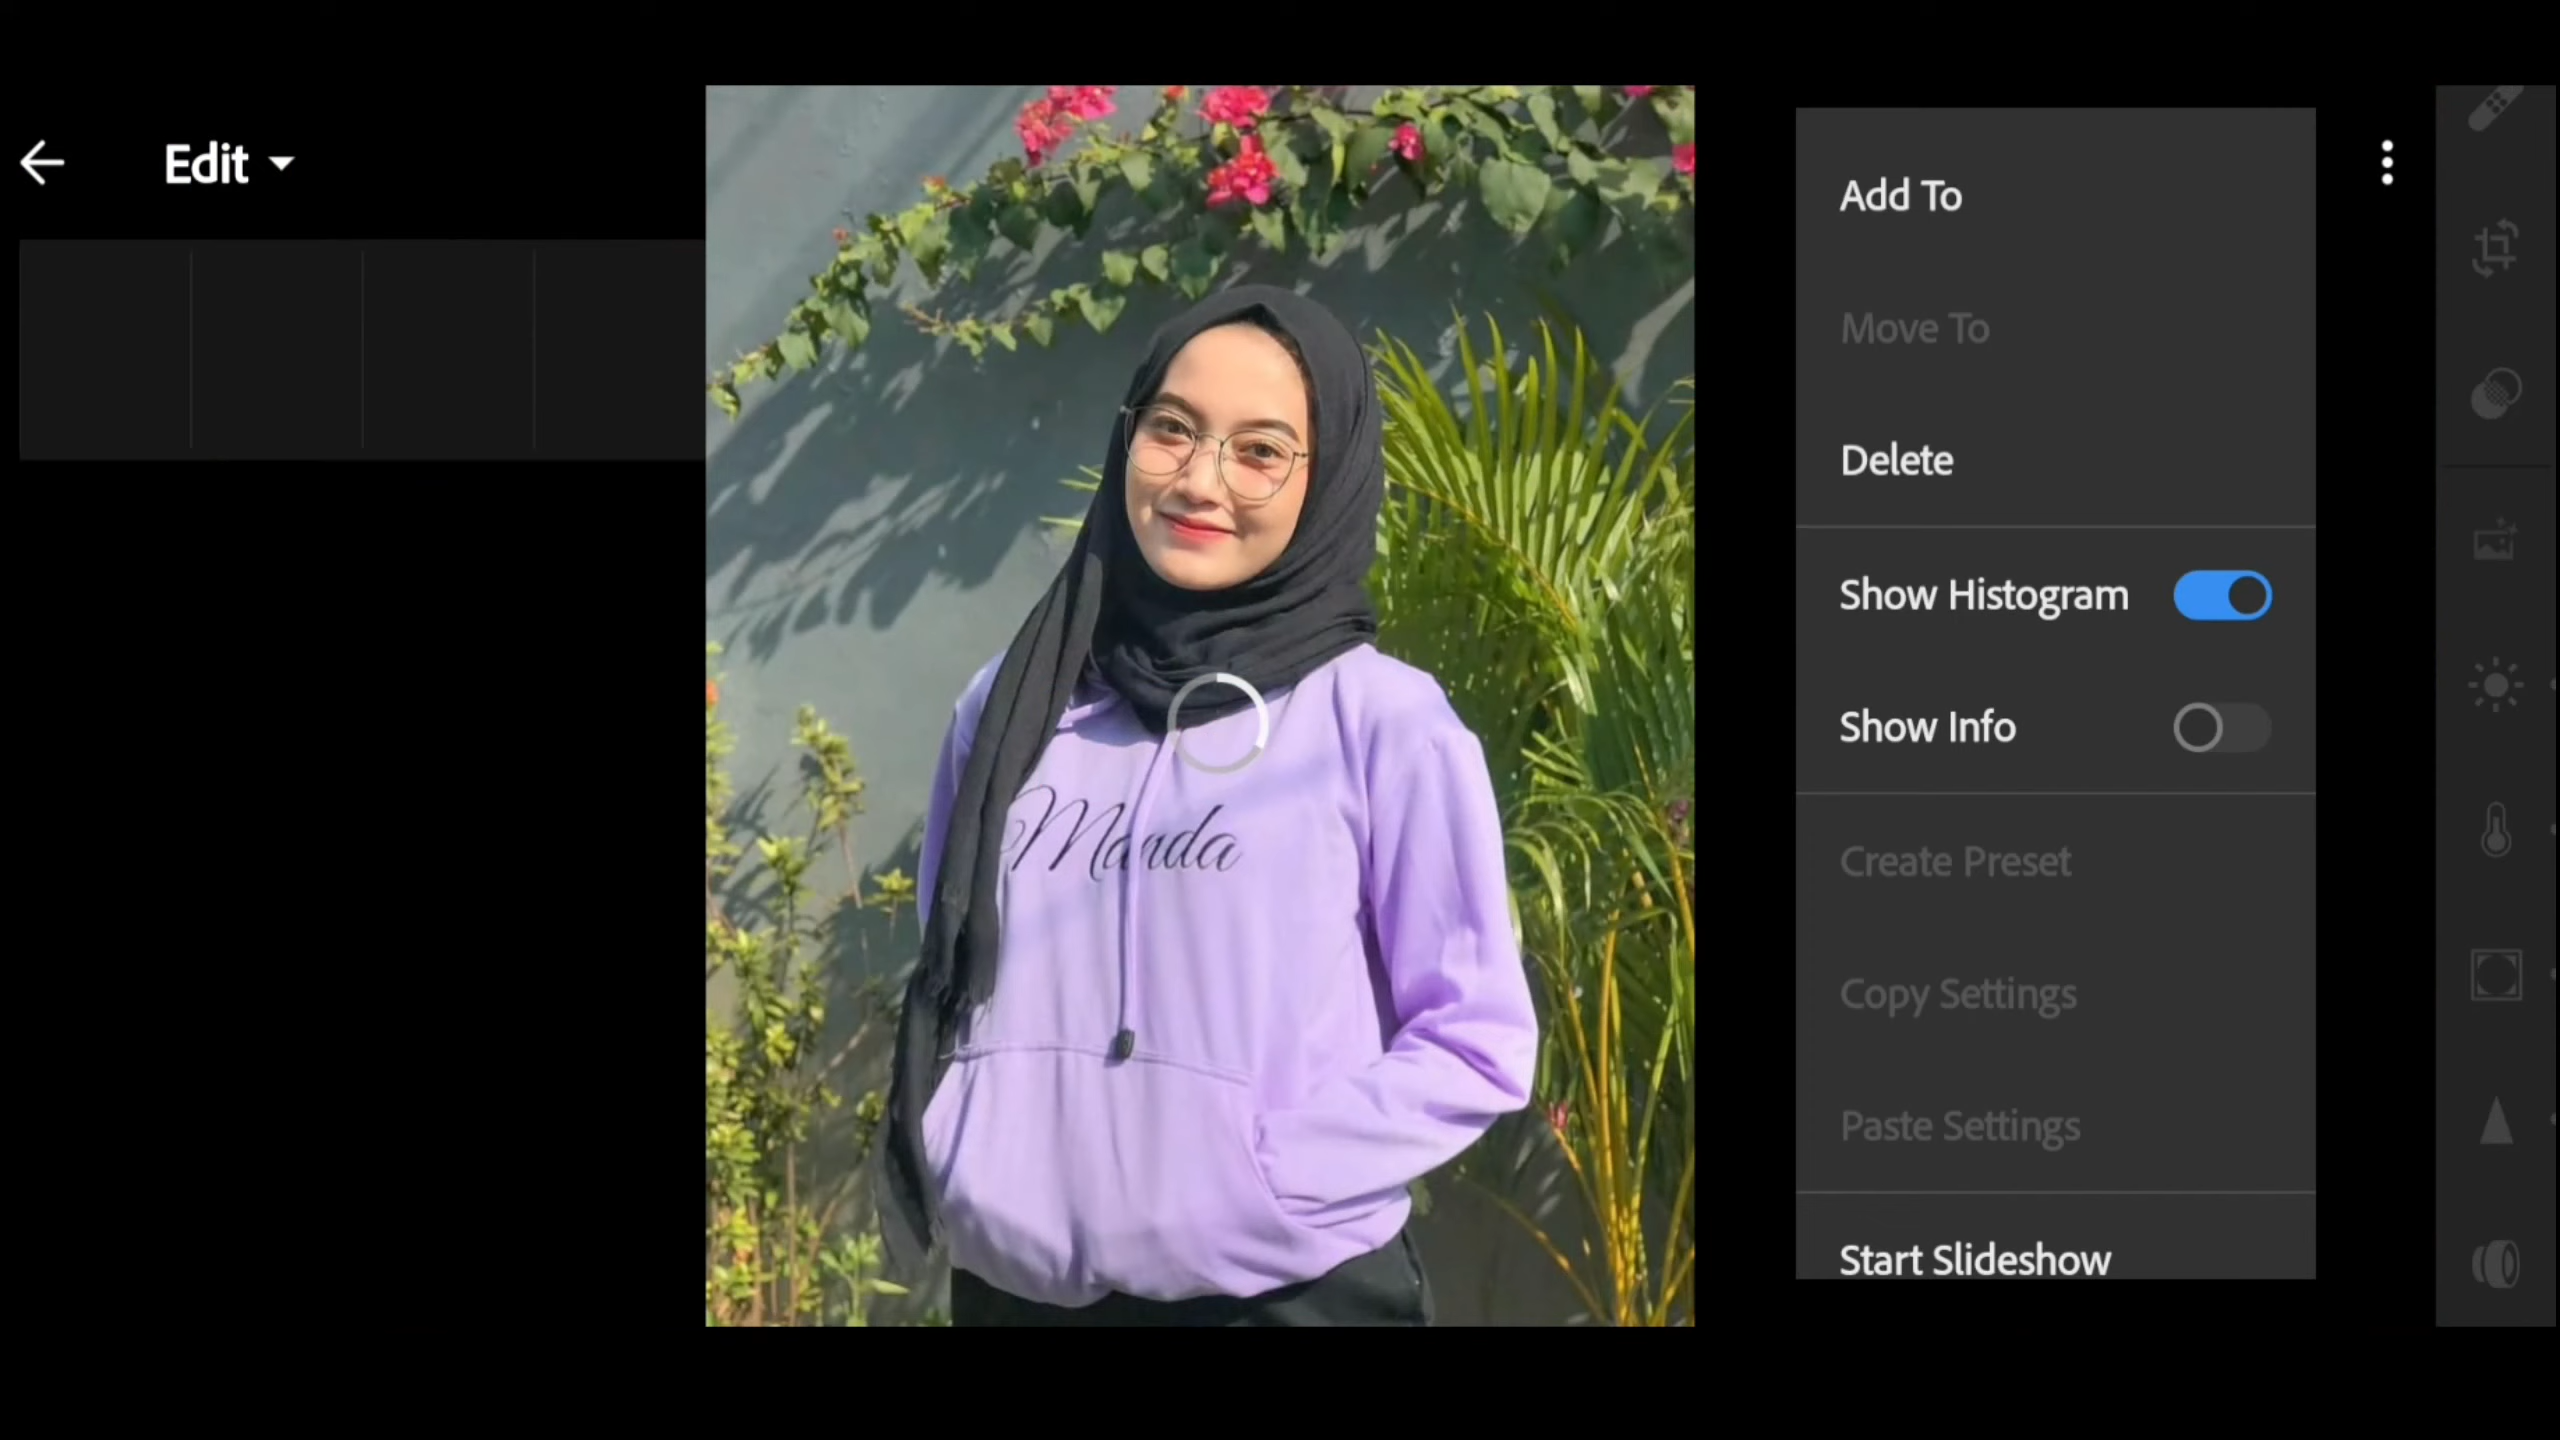 Edit
Add To
Move To
Delete
Show Histogram
Show Info
Manda
Create Preset
Copy Settings
Paste Settings
Start Slideshow